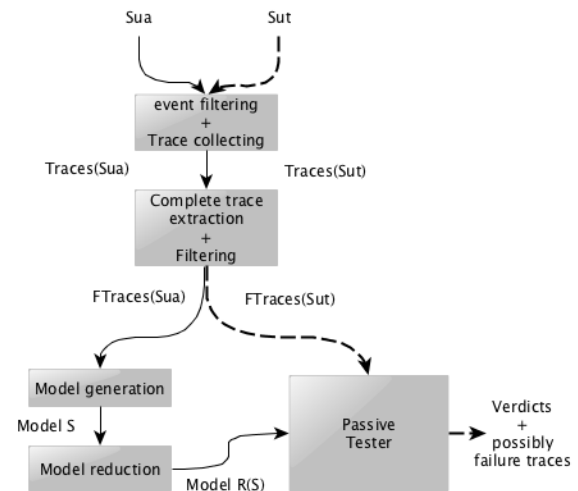 Sua
Sut
event filtering
+
Trace collecting
Traces(Sua)
Traces(Sut)
Complete trace
extraction
+
Filtering
FTraces(Sua)
FTraces(Sut)
Model generation
Model S
Model reduction
Model R(S)
Passive
Tester
Verdicts
+
possibly
failure traces